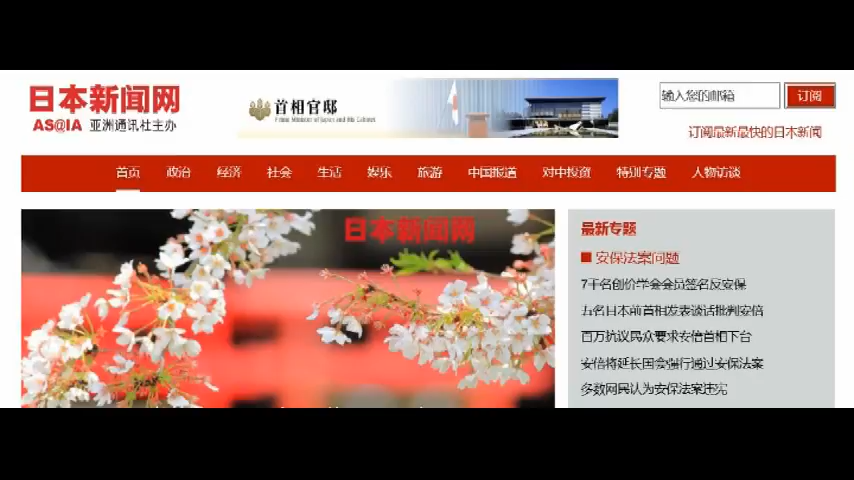 日本新闻网
AS@IA 亚洲通讯社主办
首相官邸
Prime Minister of Japan and His Cabinet
输入您的邮箱
订阅
订阅最新最快的日本新闻
首页 政治 经济 社会 生活 娱乐 旅游 中国报道 对中投资 特别专题 人物访谈
日本新闻网
最新专题
安保法案问题
7千名创价学会会员签名反安保
五名日本前首相发表谈话批判安倍
百万抗议民众要求安倍首相下台
安倍将延长国会强行通过安保法案
多数网民认为安保法案违宪